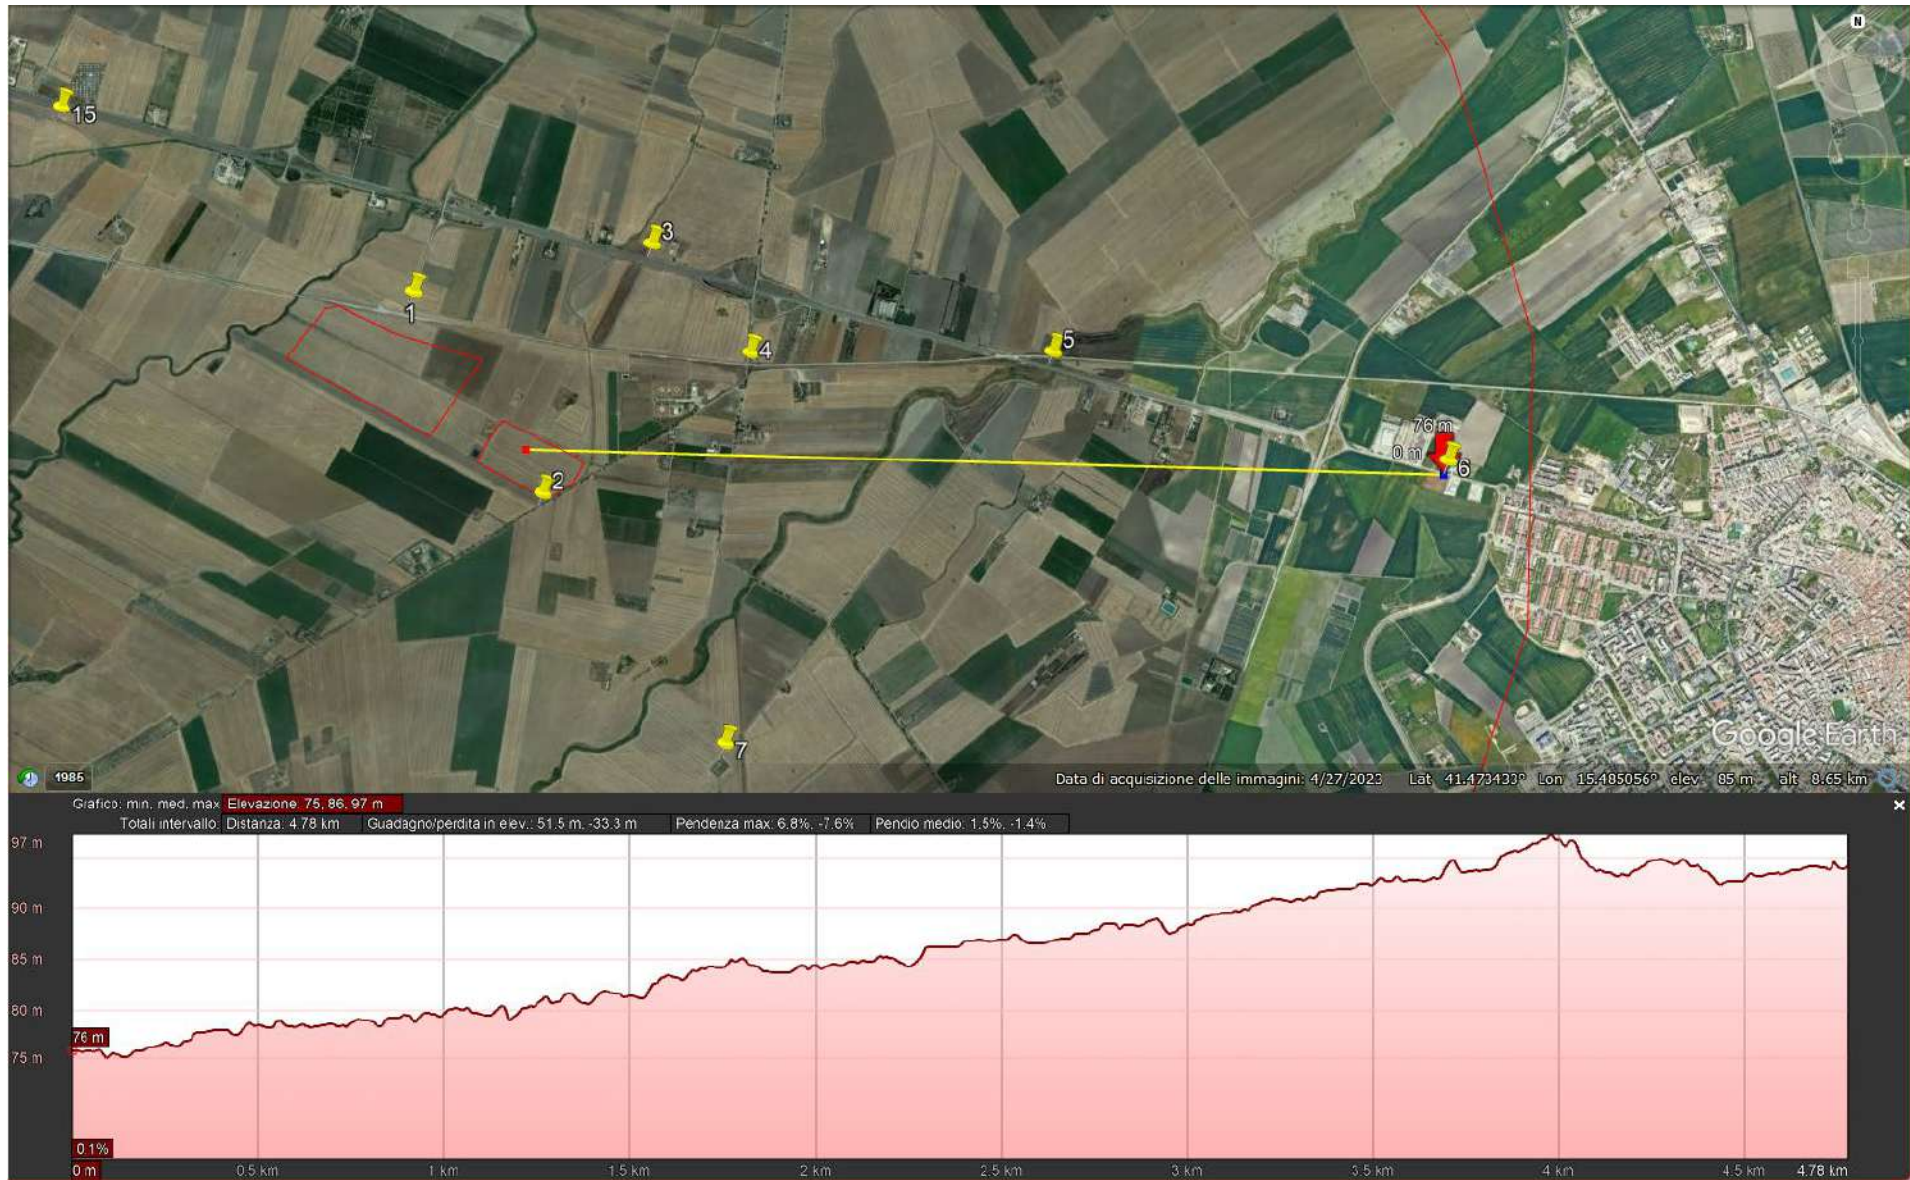 N
15
3
1
5
4
76 m
0 m
6
2
7
Google Earth
1985
Data di acquisizione delle immagini: 4/27/2023 Lat 41.473433° Lon 15.485056° elev 85 m alt 8.65 km
Grafico: min. med. max Elevazione: 75, 86, 97 m
Totali intervallo: Distanza: 4.78 km Guadagno/perdita in elev.: 51.5 m, -33.3 m Pendenza max: 6.8%, -7.6% Pendio medio: 1.5%, -1.4%
97 m
90 m
85 m
80 m
76 m
75 m
0.1%
0 m 0.5 km 1 km 1.5 km 2 km 2.5 km 3 km 3.5 km 4 km 4.5 km 4.78 km